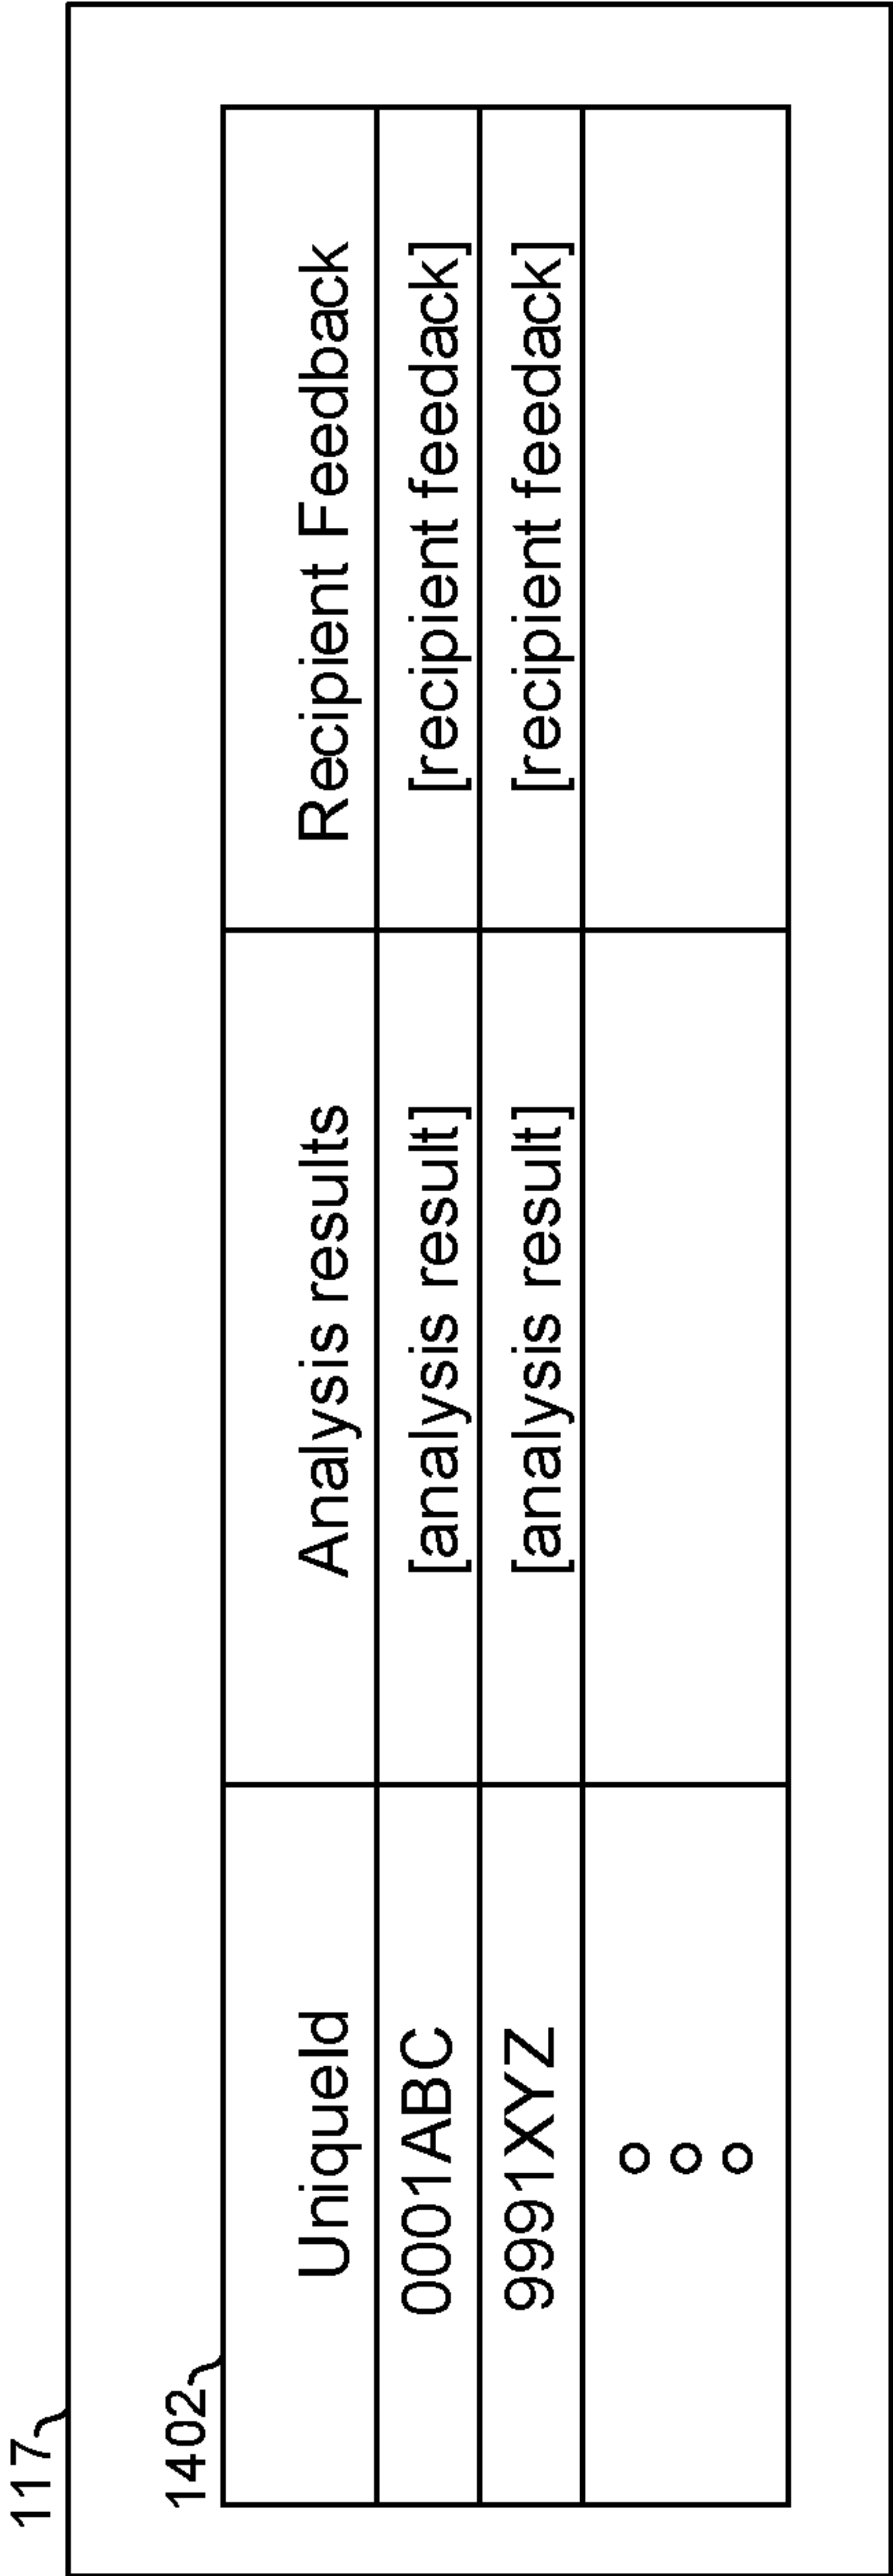 117
1402
UniqueId Analysis results Recipient Feedback
0001ABC [analysis result] [recipient feedack]
9991XYZ [analysis result] [recipient feedack]